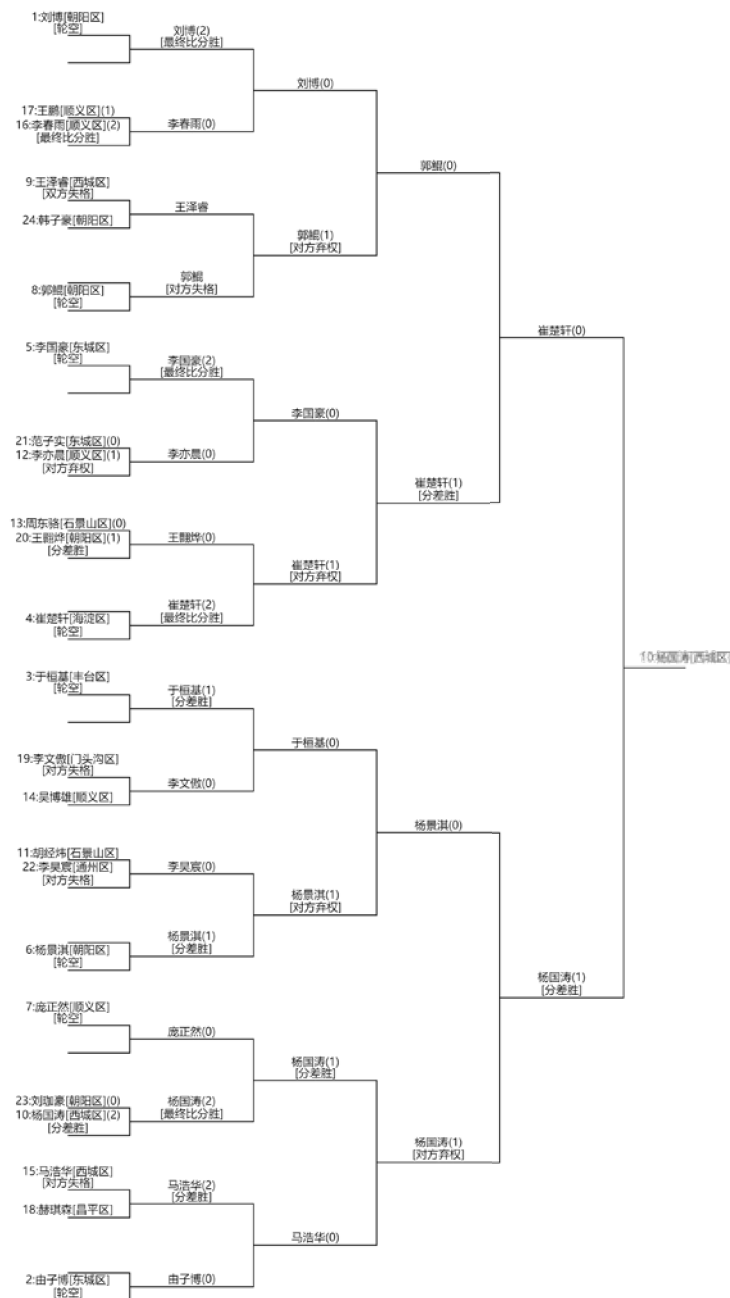 1:刘博[朝阳区]
[轮空]
刘博(2)
[最终比分胜]
刘博(0)
17:王鹏[顺义区](1)
16:李春雨[顺义区](2)
[最终比分胜]
李春雨(0)
郭鲲(0)
9:王泽睿[西城区]
[双方失格]
24:韩子豪[朝阳区]
王泽睿
郭鲲(1)
[对方弃权]
8:郭鲲[朝阳区]
[轮空]
郭鲲
[对方失格]
崔楚轩(0)
5:李国豪[东城区]
[轮空]
李国豪(2)
[最终比分胜]
李国豪(0)
21:范子实[东城区](0)
12:李亦晨[顺义区](1)
[对方弃权]
李亦晨(0)
崔楚轩(1)
[分差胜]
13:周东骆[石景山区](0)
20:王翾烨[朝阳区](1)
[分差胜]
王翾烨(0)
崔楚轩(1)
[对方弃权]
4:崔楚轩[海淀区]
[轮空]
崔楚轩(2)
[最终比分胜]
10:杨国涛[西城区]
3:于桓基[丰台区]
[轮空]
于桓基(1)
[分差胜]
于桓基(0)
19:李文傲[门头沟区]
[对方失格]
14:吴博雄[顺义区]
李文傲(0)
杨景淇(0)
11:胡经炜[石景山区]
22:李昊宸[通州区]
[对方失格]
李昊宸(0)
杨景淇(1)
[对方弃权]
6:杨景淇[朝阳区]
[轮空]
杨景淇(1)
[分差胜]
杨国涛(1)
[分差胜]
7:庞正然[顺义区]
[轮空]
庞正然(0)
杨国涛(1)
[分差胜]
23:刘珈豪[朝阳区](0)
10:杨国涛[西城区](2)
[分差胜]
杨国涛(2)
[最终比分胜]
杨国涛(1)
[对方弃权]
15:马浩华[西城区]
[对方失格]
18:赫琪森[昌平区]
马浩华(2)
[分差胜]
马浩华(0)
2:由子博[东城区]
[轮空]
由子博(0)